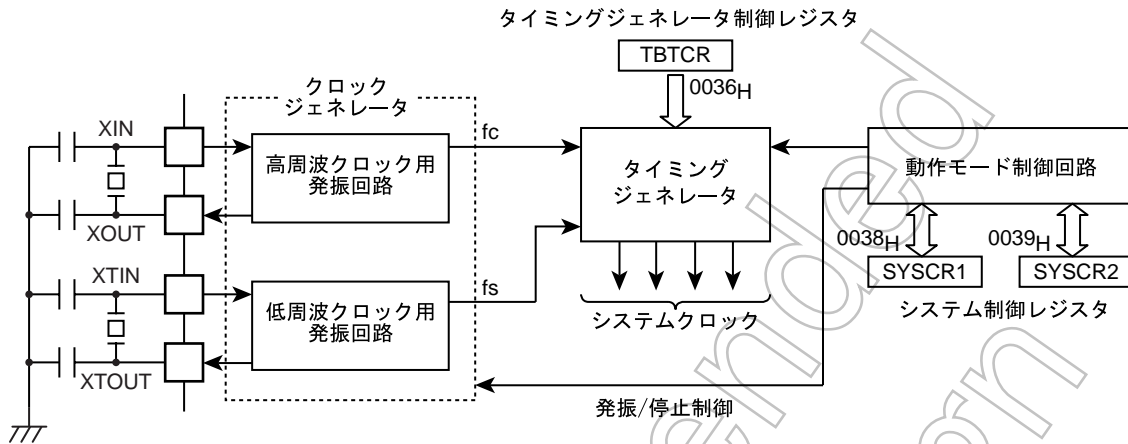 タイミングジェネレータ制御レジスタ
TBTCR
0036H
クロック
ジェネレータ
XIN
高周波クロック用
発振回路
fc
タイミング
ジェネレータ
動作モード制御回路
XOUT
0038H
0039H
XTIN
低周波クロック用
発振回路
fs
SYSCR1
SYSCR2
システムクロック
システム制御レジスタ
XTOUT
発振/停止制御
ended